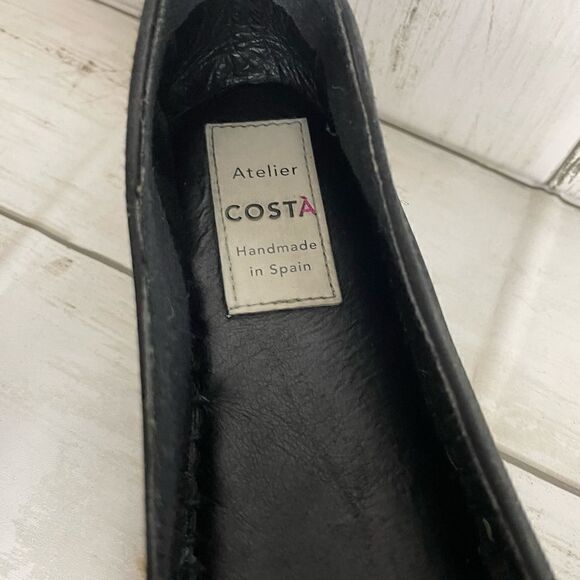 Atelier
COSTÀ
Handmade
in Spain